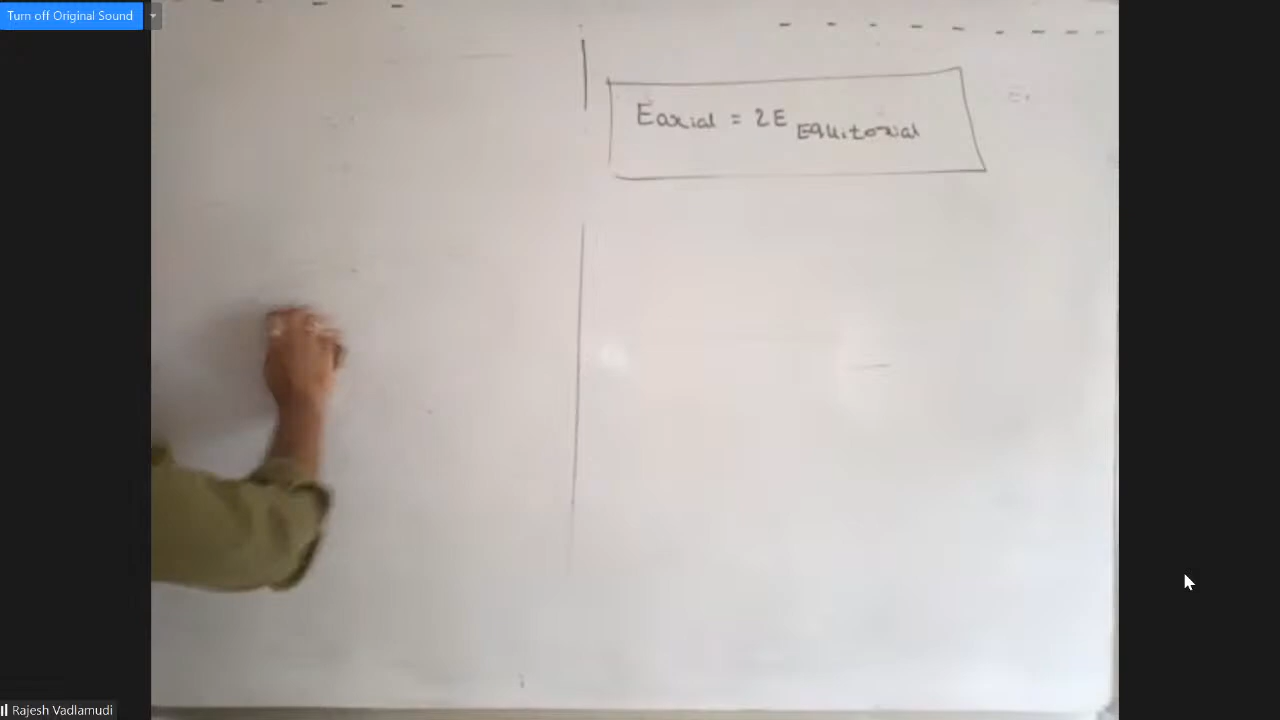 Turn off Original Sound
Eaxial = 2E Equitorial
Rajesh Vadlamudi